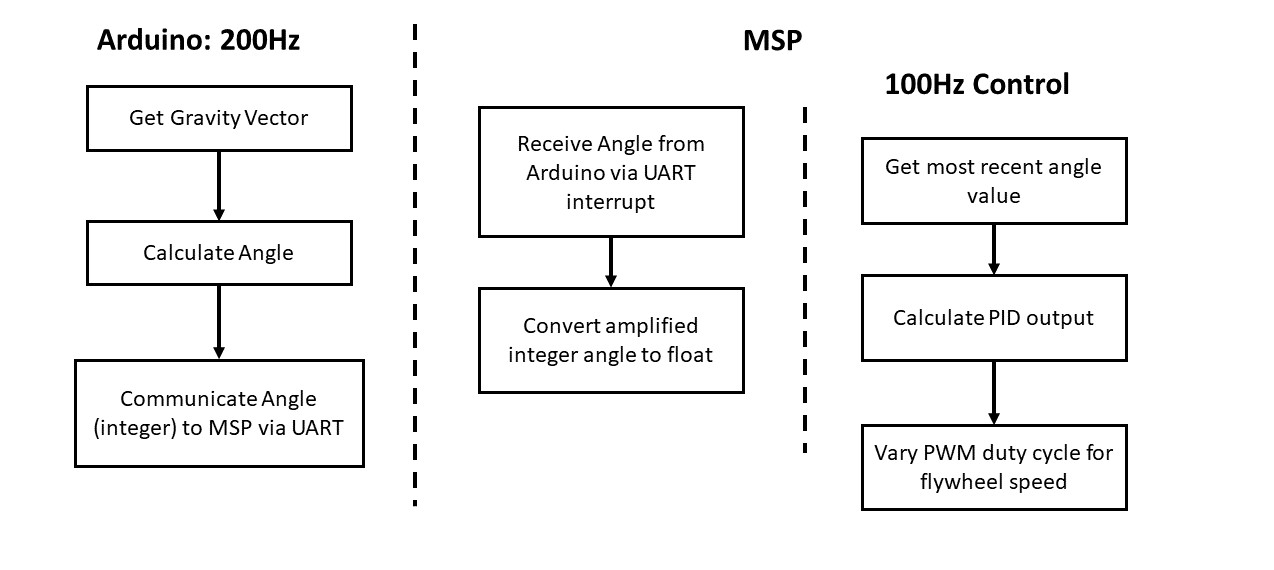 Arduino: 200Hz
Get Gravity Vector
Calculate Angle
Communicate Angle
(integer) to MSP via UART
MSP
Receive Angle from
Arduino via UART
interrupt
Convert amplified
integer angle to float
100Hz Control
Get most recent angle
value
Calculate PID output
Vary PWM duty cycle for
flywheel speed